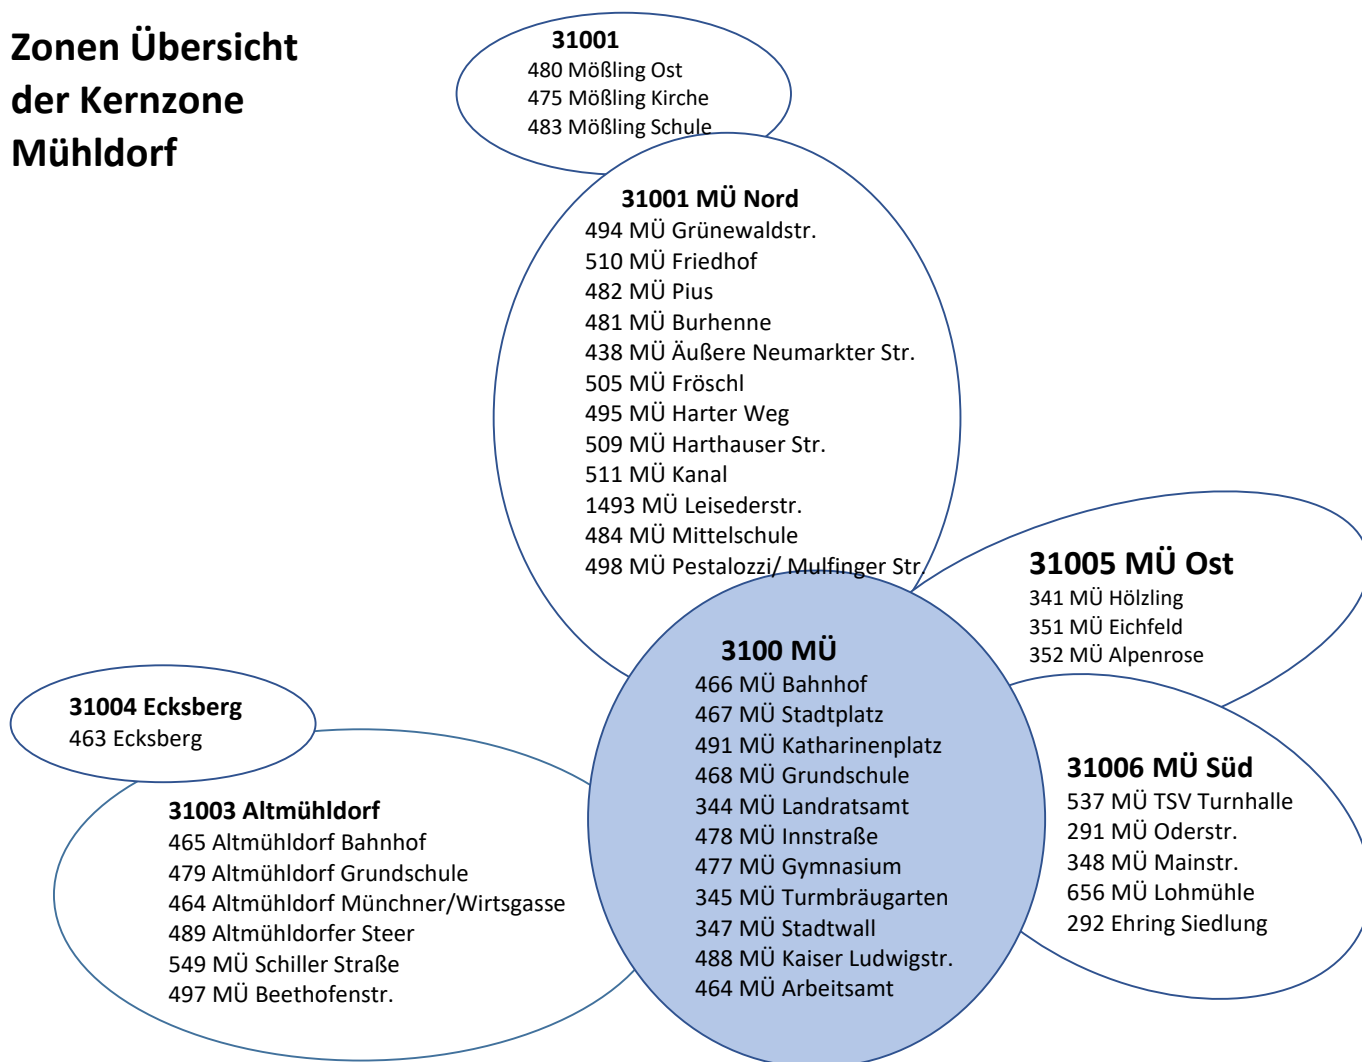 Zonen Übersicht
der Kernzone
Mühldorf
31001
480 Mößling Ost
475 Mößling Kirche
483 Mößling Schule
31001 MÜ Nord
494 MÜ Grünewaldstr.
510 MÜ Friedhof
482 MÜ Pius
481 MÜ Burhenne
438 MÜ Äußere Neumarkter Str.
505 MÜ Fröschl
495 MÜ Harter Weg
509 MÜ Harthauser Str.
511 MÜ Kanal
1493 MÜ Leisederstr.
484 MÜ Mittelschule
498 MÜ Pestalozzi/ Mulfinger Str.
31005 MÜ Ost
341 MÜ Hölzling
351 MÜ Eichfeld
352 MÜ Alpenrose
3100 MÜ
466 MÜ Bahnhof
467 MÜ Stadtplatz
491 MÜ Katharinenplatz
468 MÜ Grundschule
344 MÜ Landratsamt
478 MÜ Innstraße
477 MÜ Gymnasium
345 MÜ Turmbräugarten
347 MÜ Stadtwall
488 MÜ Kaiser Ludwigstr.
464 MÜ Arbeitsamt
31004 Ecksberg
463 Ecksberg
31003 Altmühldorf
465 Altmühldorf Bahnhof
479 Altmühldorf Grundschule
464 Altmühldorf Münchner/Wirtsgasse
489 Altmühldorfer Steer
549 MÜ Schiller Straße
497 MÜ Beethofenstr.
31006 MÜ Süd
537 MÜ TSV Turnhalle
291 MÜ Oderstr.
348 MÜ Mainstr.
656 MÜ Lohmühle
292 Ehring Siedlung